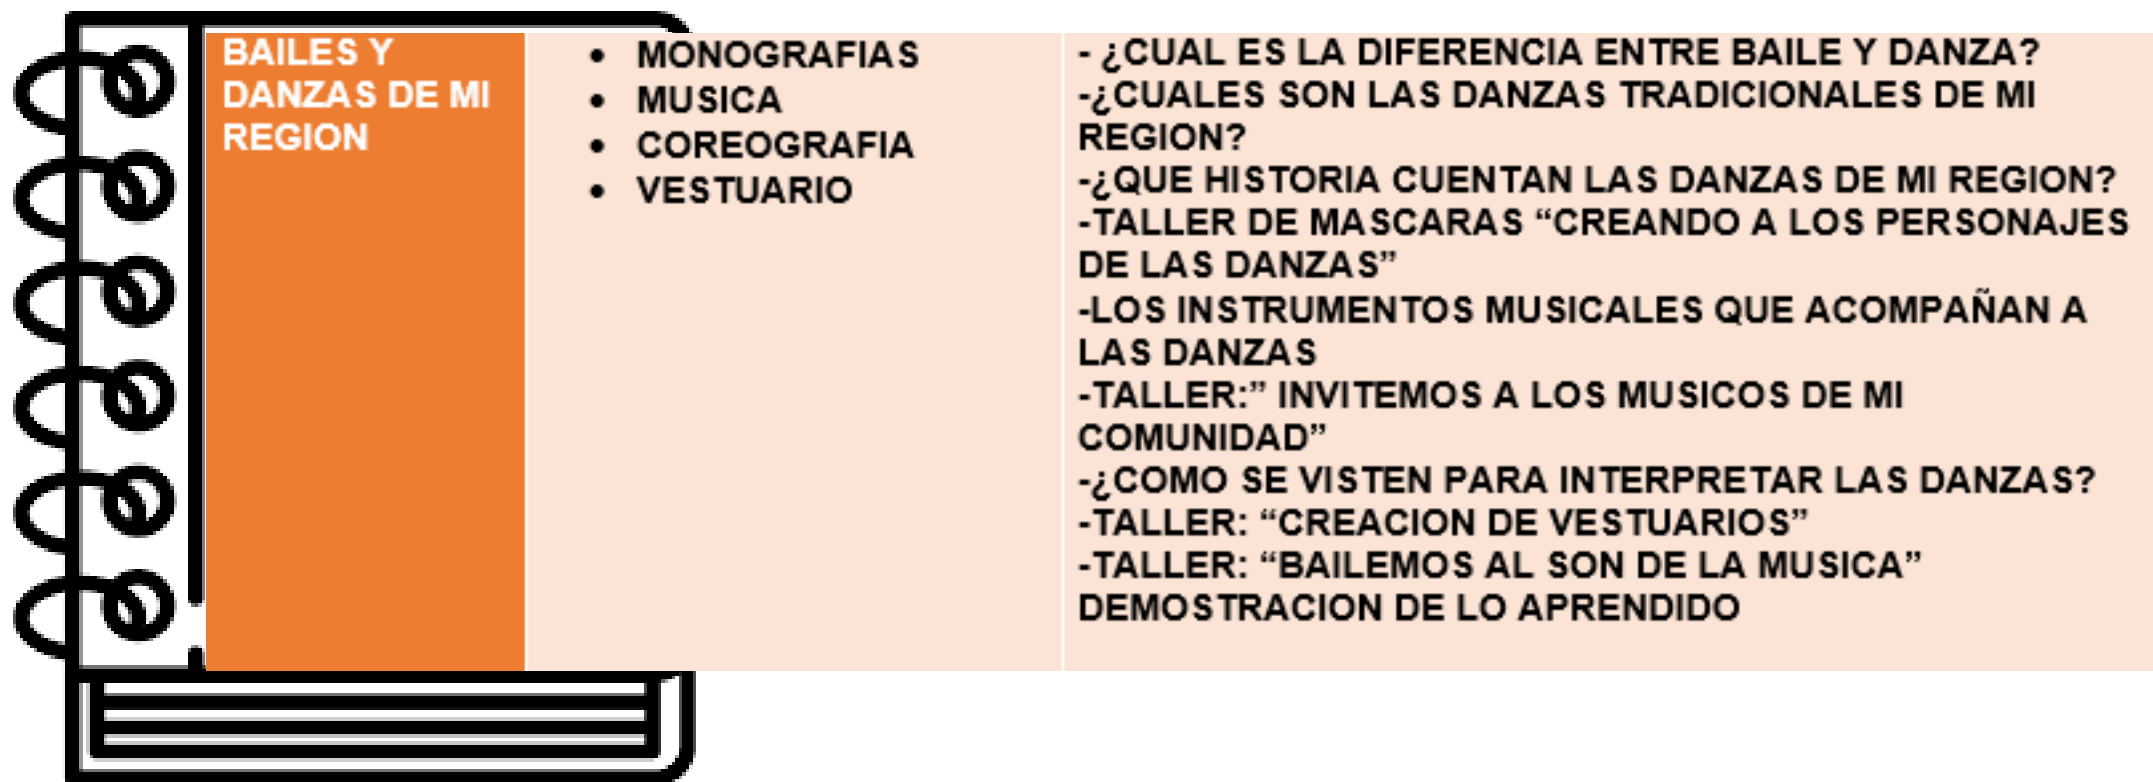 BAILES Y
DANZAS DE MI
REGION
• MONOGRAFIAS
• MUSICA
• COREOGRAFIA
• VESTUARIO
- ¿CUAL ES LA DIFERENCIA ENTRE BAILE Y DANZA?
-¿CUALES SON LAS DANZAS TRADICIONALES DE MI
REGION?
-¿QUE HISTORIA CUENTAN LAS DANZAS DE MI REGION?
-TALLER DE MASCARAS “CREANDO A LOS PERSONAJES
DE LAS DANZAS”
-LOS INSTRUMENTOS MUSICALES QUE ACOMPAÑAN A
LAS DANZAS
-TALLER:” INVITEMOS A LOS MUSICOS DE MI
COMUNIDAD”
-¿COMO SE VISTEN PARA INTERPRETAR LAS DANZAS?
-TALLER: “CREACION DE VESTUARIOS”
-TALLER: “BAILEMOS AL SON DE LA MUSICA”
DEMOSTRACION DE LO APRENDIDO